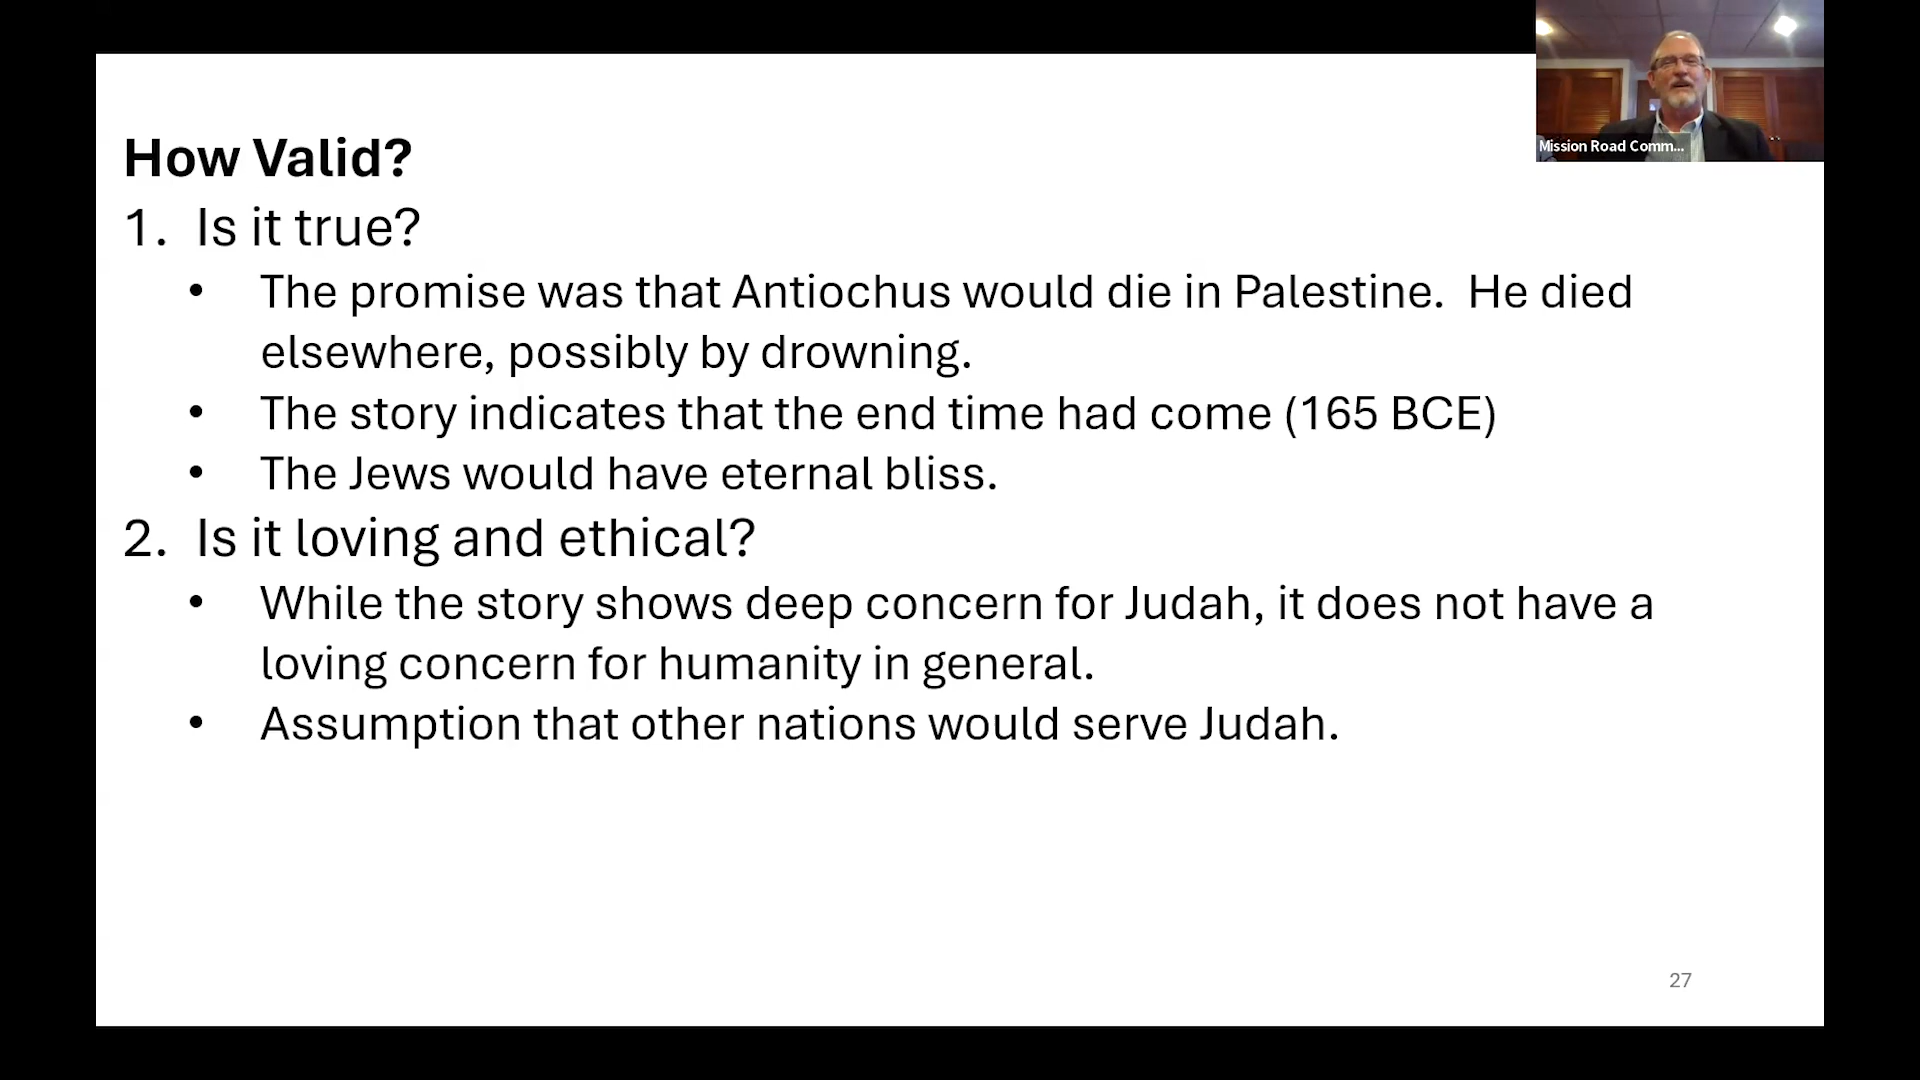 Mission Road Comm...
How Valid?
1. Is it true?
• The promise was that Antiochus would die in Palestine.  He died
elsewhere, possibly by drowning.
• The story indicates that the end time had come (165 BCE)
• The Jews would have eternal bliss.
2. Is it loving and ethical?
• While the story shows deep concern for Judah, it does not have a
loving concern for humanity in general.
• Assumption that other nations would serve Judah.
27